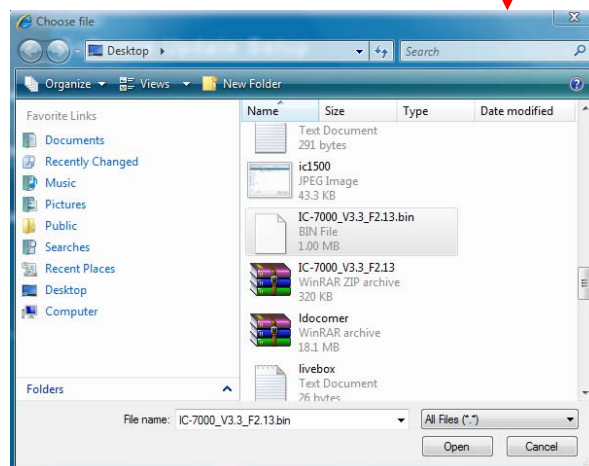 Choose file
Desktop
Search
Organize Views New Folder
Favorite Links
Documents
Recently Changed
Music
Pictures
Public
Searches
Recent Places
Desktop
Computer
Folders
Name Size Type Date modified
Text Document
291 bytes
ic1500
JPEG Image
43.3 KB
IC-7000_V3.3_F2.13.bin
BIN File
1.00 MB
IC-7000_V3.3_F2.13
WinRAR ZIP archive
320 KB
Idocomer
WinRAR archive
18.1 MB
livebox
Text Document
26 bytes
File name: IC-7000_V3.3_F2.13.bin All Files (*.*)
Open Cancel